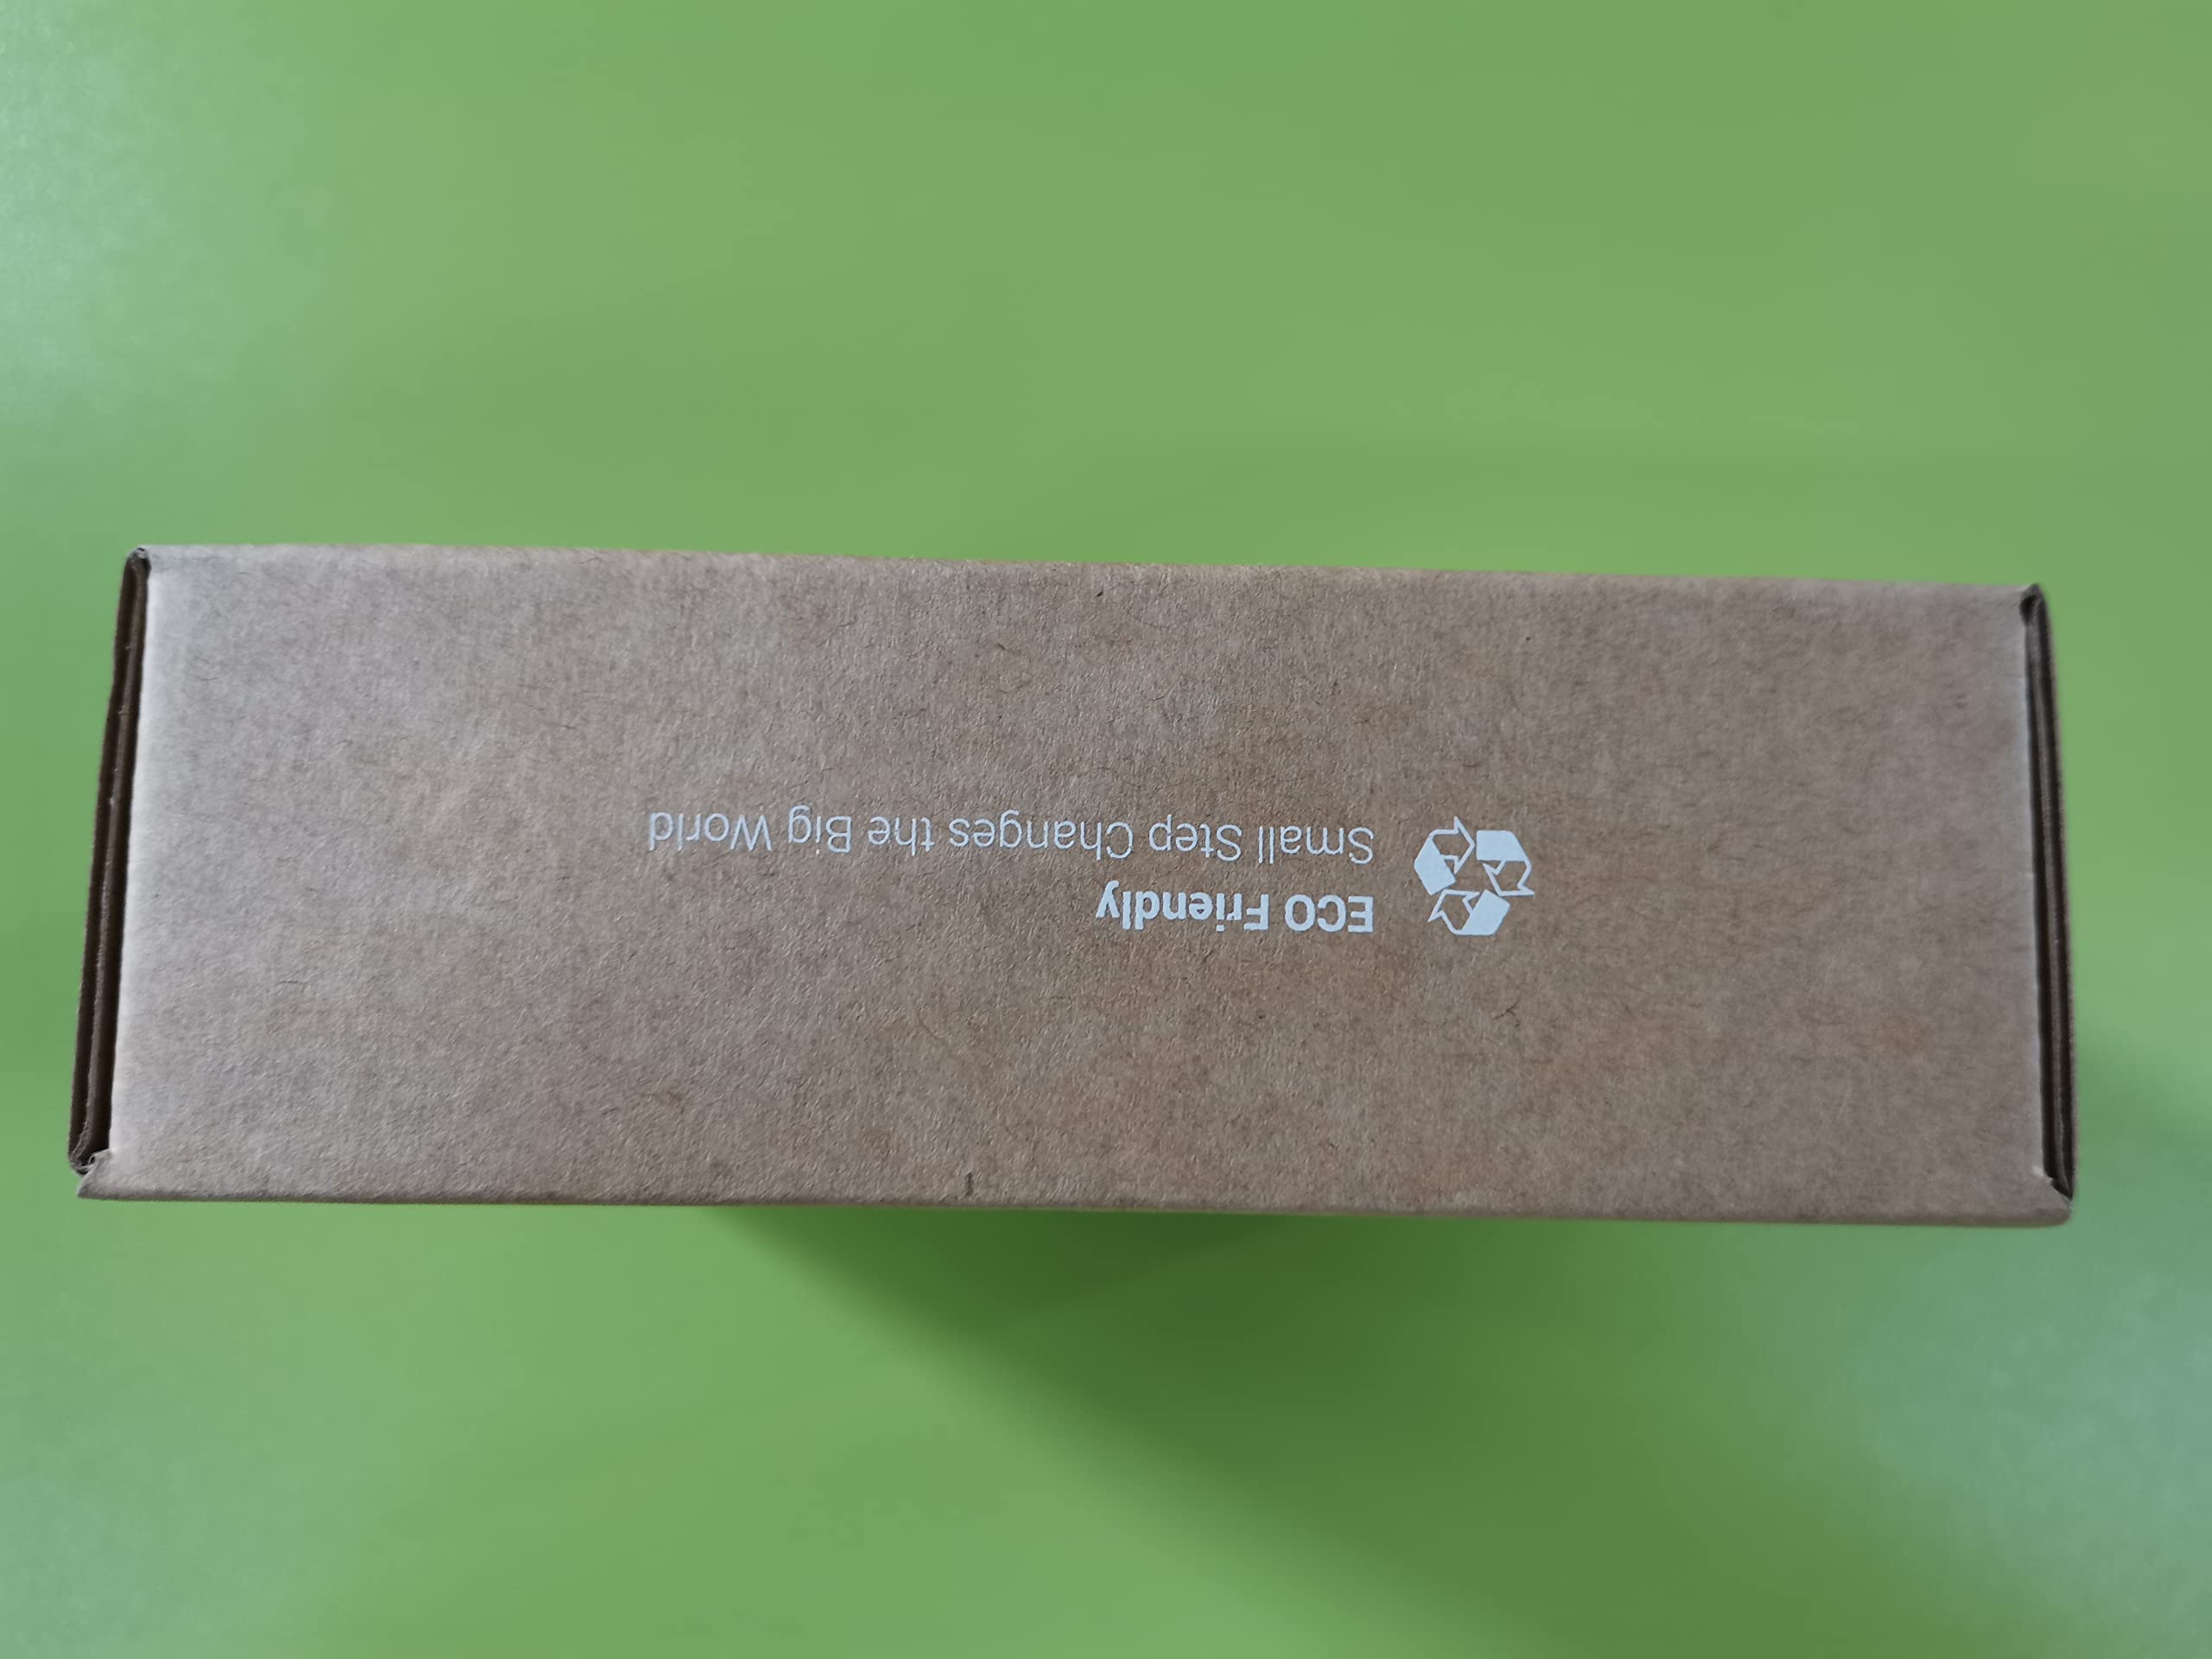 ECO Friendly
Small Step Changes the Big World